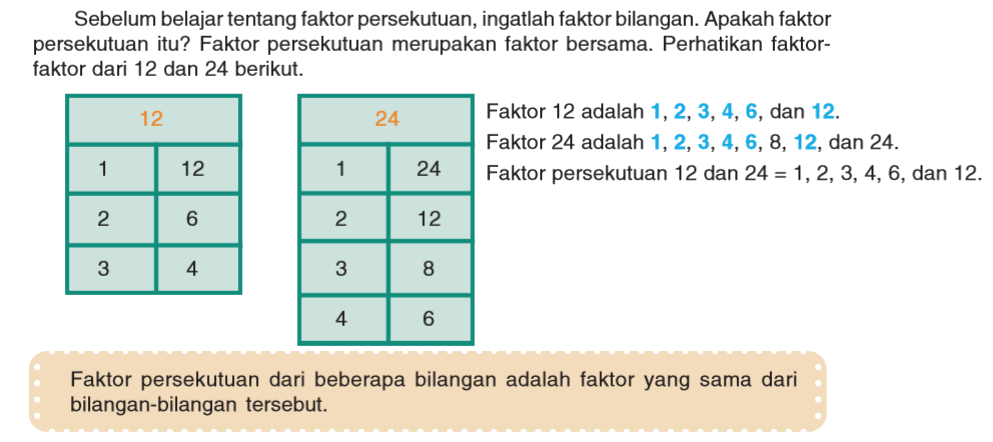 Sebelum belajar tentang faktor persekutuan, ingatlah faktor bilangan. Apakah faktor
persekutuan itu? Faktor persekutuan merupakan faktor bersama. Perhatikan faktor-
faktor dari 12 dan 24 berikut.
12
1 12
2 6
3 4
24
1 24
2 12
3 8
4 6
Faktor 12 adalah 1, 2, 3, 4, 6, dan 12.
Faktor 24 adalah 1, 2, 3, 4, 6, 8, 12, dan 24.
Faktor persekutuan 12 dan 24 = 1, 2, 3, 4, 6, dan 12.
Faktor persekutuan dari beberapa bilangan adalah faktor yang sama dari
bilangan-bilangan tersebut.